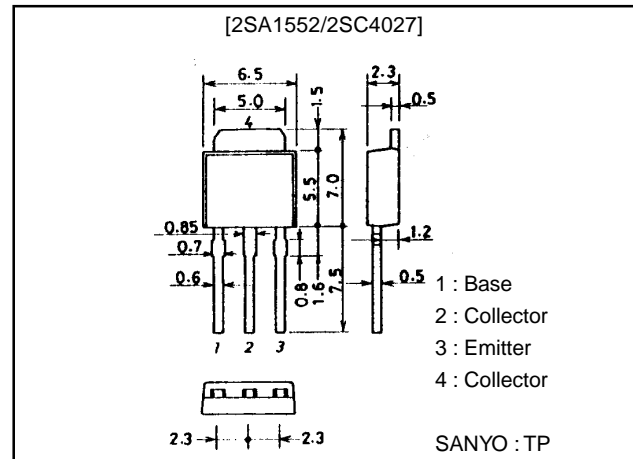 [2SA1552/2SC4027]
6.5
2.3
5.0
1.5
0.5
4
5.5
7.0
0.85
1.2
0.7
0.8
1.6
7.5
0.6
0.5
1 : Base
2 : Collector
1 2 3
3 : Emitter
4 : Collector
2.3 2.3
SANYO : TP